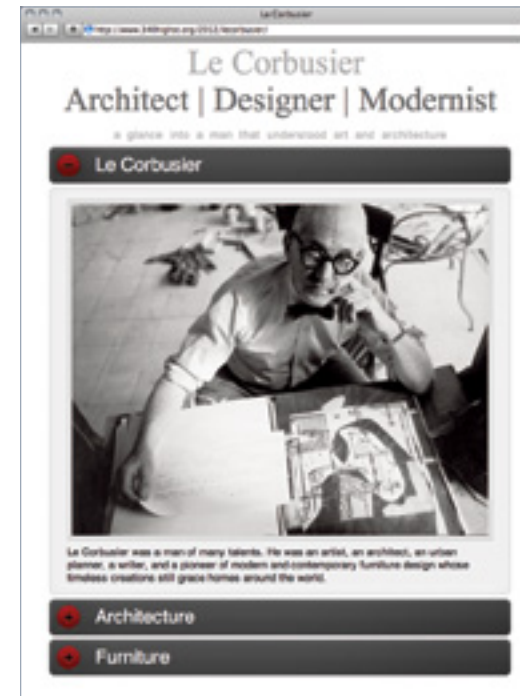 Le Corbusier
Le Corbusier
Architect | Designer | Modernist
a glance into a man that understood art and architecture
Le Corbusier
Le Corbusier was a man of many talents. He was an artist, an architect, an urban
planner, a writer, and a pioneer of modern and contemporary furniture design whose
timeless creations still grace homes around the world.
Architecture
Furniture